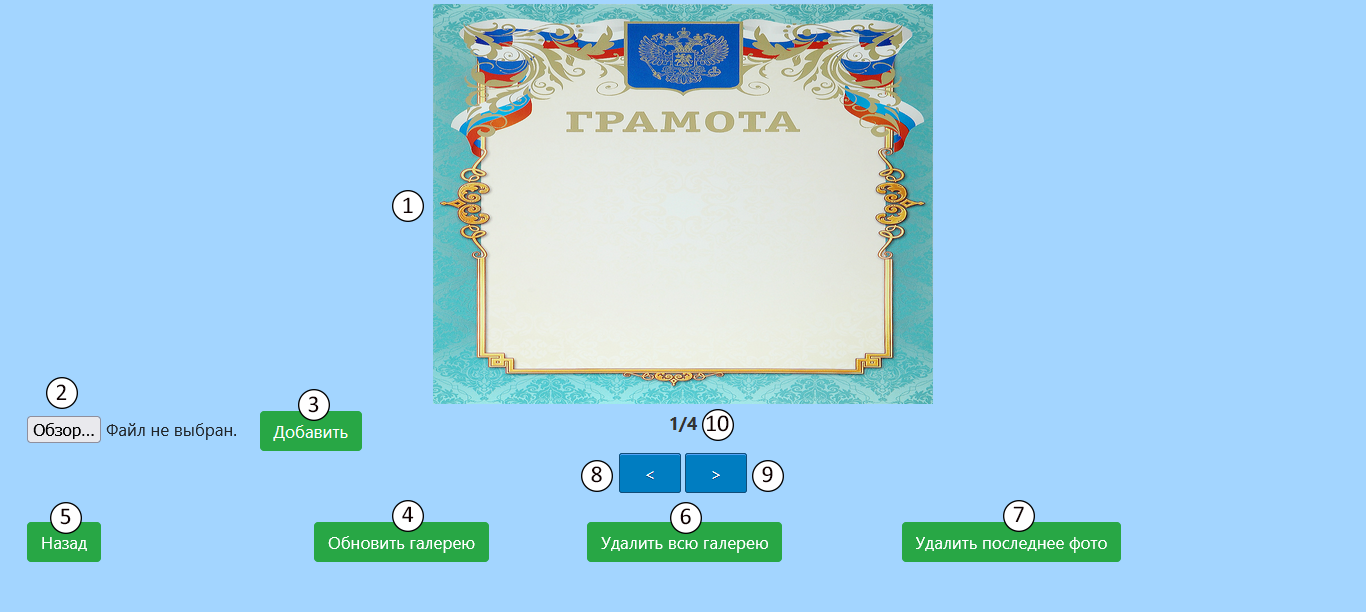 ГРАМОТА
1
2
3
Обзор... Файл не выбран.
Добавить
1/4 10
8 < > 9
5
4
6
7
Назад
Обновить галерею
Удалить всю галерею
Удалить последнее фото